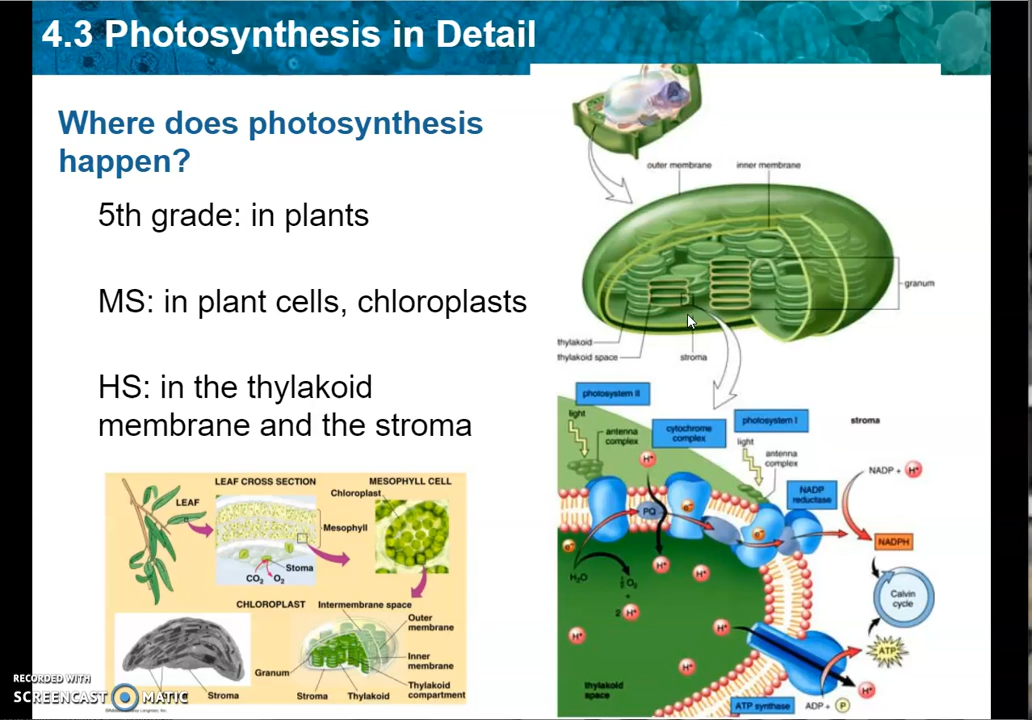 4.3 Photosynthesis in Detail
Where does photosynthesis
happen?
5th grade: in plants
MS: in plant cells, chloroplasts
HS: in the thylakoid
membrane and the stroma
outer membrane
inner membrane
granum
thylakoid
thylakoid space
stroma
photosystem II
light
antenna
complex
cytochrome
complex
photosystem I
light
antenna
complex
stroma
H+
NADP + H+
NADP
reductase
PQ
e-
e-
e-
NADPH
H2O
½ O2
+
2 H+
H+
H+
H+
H+
H+
H+
Calvin
cycle
ATP
thylakoid
space
ATP synthase
ADP + P
LEAF
LEAF CROSS SECTION
MESOPHYLL CELL
Chloroplast
Mesophyll
Stoma
CO2
O2
CHLOROPLAST
Intermembrane space
Outer
membrane
Inner
membrane
Granum
Stroma
Stroma
Thylakoid
Thylakoid
compartment
RECORDED WITH
SCREENCAST MATIC